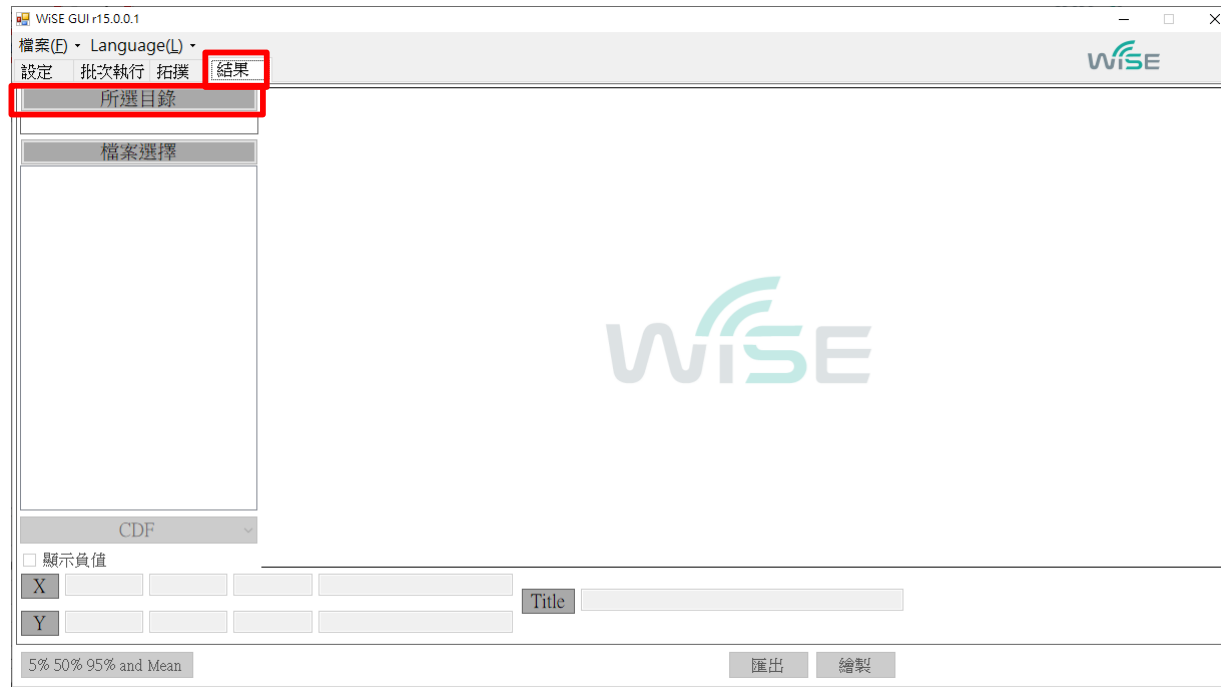 WiSE GUI r15.0.0.1
檔案(F) Language(L)
WiSE
設定 批次執行 拓撲 結果
所選目錄
檔案選擇
WiSE
CDF
顯示負值
X
Title
Y
5% 50% 95% and Mean 匯出 繪製